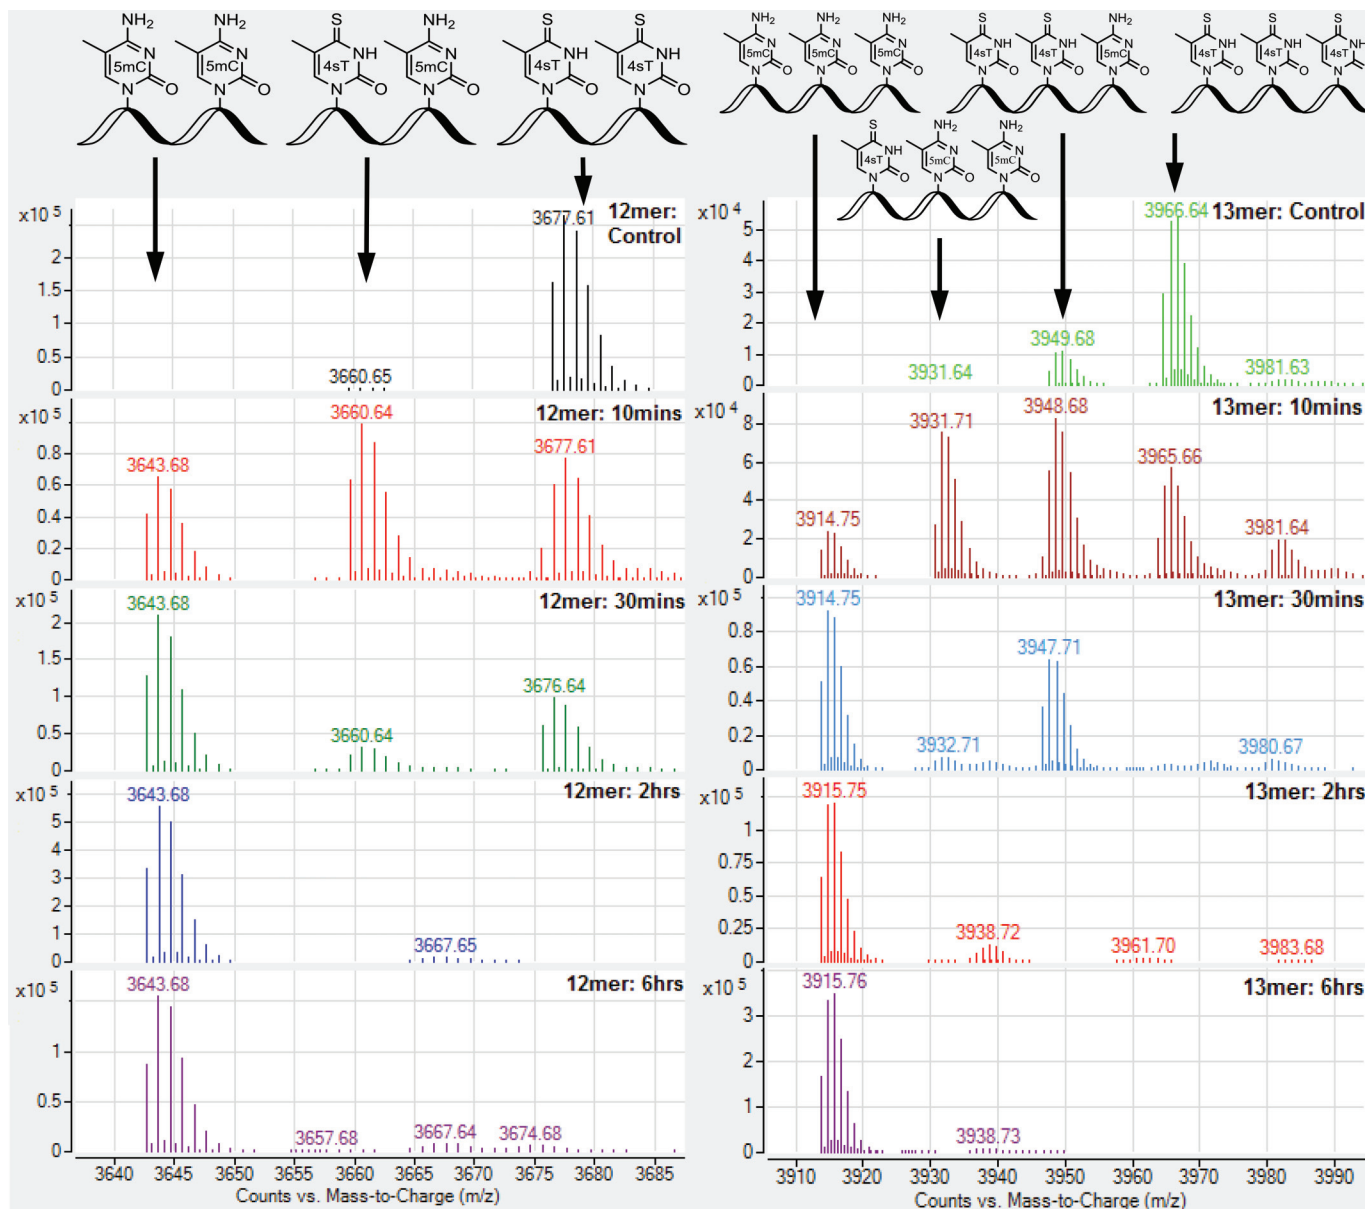 NH₂ NH₂ S NH₂ S S
5mC N 5mC N 4sT NH 5mC N 4sT NH 4sT NH
N O N O N O N O N O N O
NH₂ NH₂ NH₂ S S NH₂ S S S
5mC N 5mC N 5mC N 4sT NH 4sT NH 5mC N 4sT NH 4sT NH 4sT NH
N O N O N O N O N O N O N O N O N
S NH₂ NH₂
4sT NH 5mC N 5mC N
N O N O N O
x10 5
12mer:
Control
3677.61
3660.65
2
1.5
1
0.5
0
x10 5
12mer: 10mins
3643.68
3660.64
3677.61
0.8
0.6
0.4
0.2
0
x10 5
12mer: 30mins
3643.68
3660.64
3676.64
2
1.5
1
0.5
0
x10 5
12mer: 2hrs
3643.68
3667.65
5
4
3
2
1
0
x10 5
12mer: 6hrs
3643.68
3657.68
3667.64
3674.68
1
0.5
0
3640 3645 3650 3655 3660 3665 3670 3675 3680 3685
Counts vs. Mass-to-Charge (m/z)
x10 4
13mer: Control
3931.64
3949.68
3966.64
3981.63
5
4
3
2
1
0
x10 4
13mer: 10mins
3914.75
3931.71
3948.68
3965.66
3981.64
8
6
4
2
0
x10 5
13mer: 30mins
3914.75
3932.71
3947.71
3980.67
0.8
0.6
0.4
0.2
0
x10 5
13mer: 2hrs
3915.75
3938.72
3961.70
3983.68
1
0.75
0.5
0.25
0
x10 5
13mer: 6hrs
3915.76
3938.73
3
2
1
0
3910 3920 3930 3940 3950 3960 3970 3980 3990
Counts vs. Mass-to-Charge (m/z)